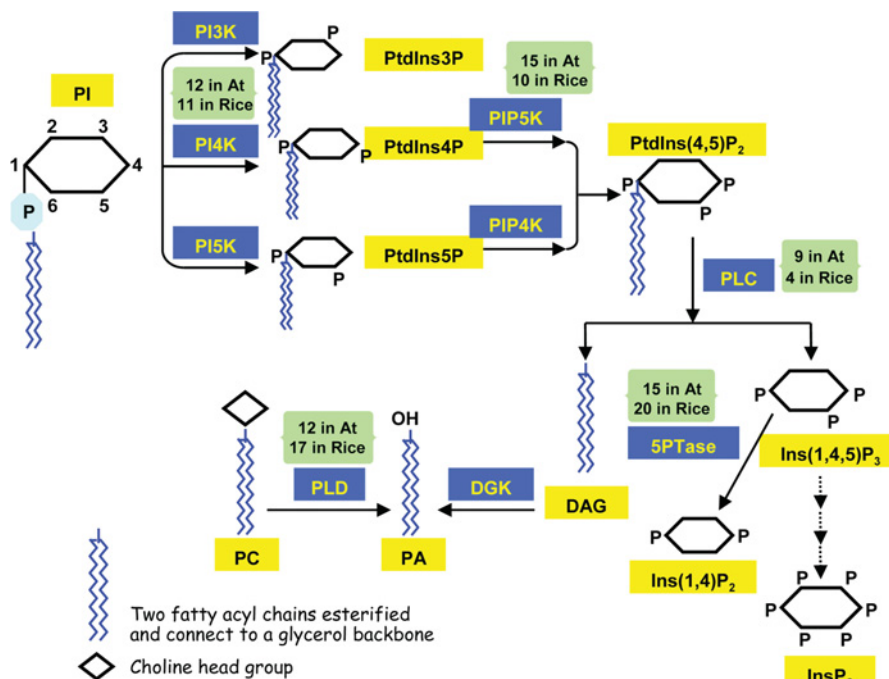 PI3K
P
P
PtdIns3P
15 in At
10 in Rice
PI
12 in At
11 in Rice
2
3
PI4K
P
P
PtdIns4P
PIP5K
PtdIns(4,5)P2
1
4
P
6
5
P
P
P
PI5K
P
P
PtdIns5P
PIP4K
PLC
9 in At
4 in Rice
12 in At
17 in Rice
OH
15 in At
20 in Rice
P
P
P
5PTase
Ins(1,4,5)P3
PLD
DGK
DAG
PC
PA
P
P
Ins(1,4)P2
P
P
P
P
P
P
Two fatty acyl chains esterified
and connect to a glycerol backbone
Choline head group
InsP